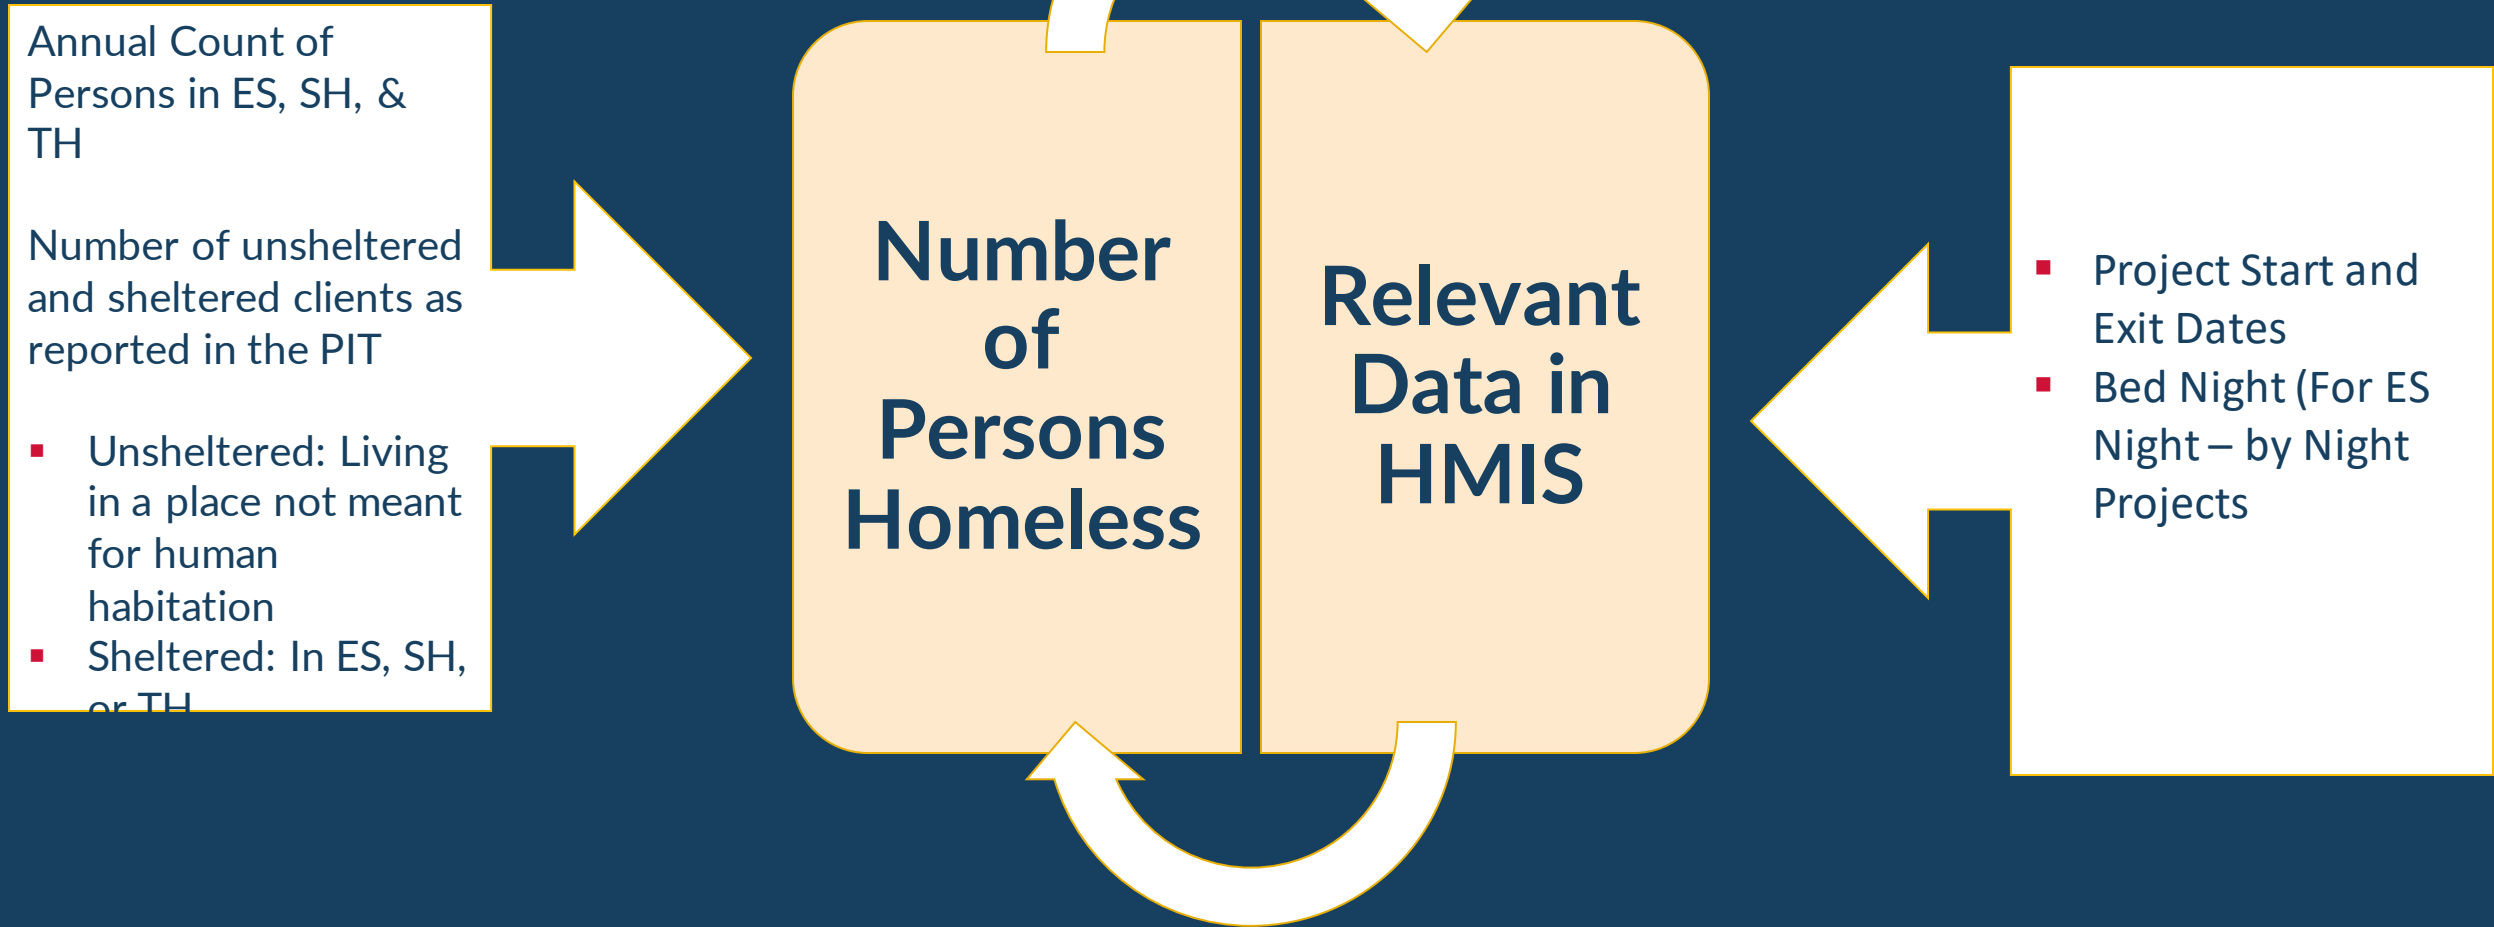 Annual Count of
Persons in ES, SH, &
TH
Number of unsheltered
and sheltered clients as
reported in the PIT
▪ Unsheltered: Living
in a place not meant
for human
habitation
▪ Sheltered: In ES, SH,
or TH
Number
of
Persons
Homeless
Relevant
Data in
HMIS
▪ Project Start and
Exit Dates
▪ Bed Night (For ES
Night – by Night
Projects